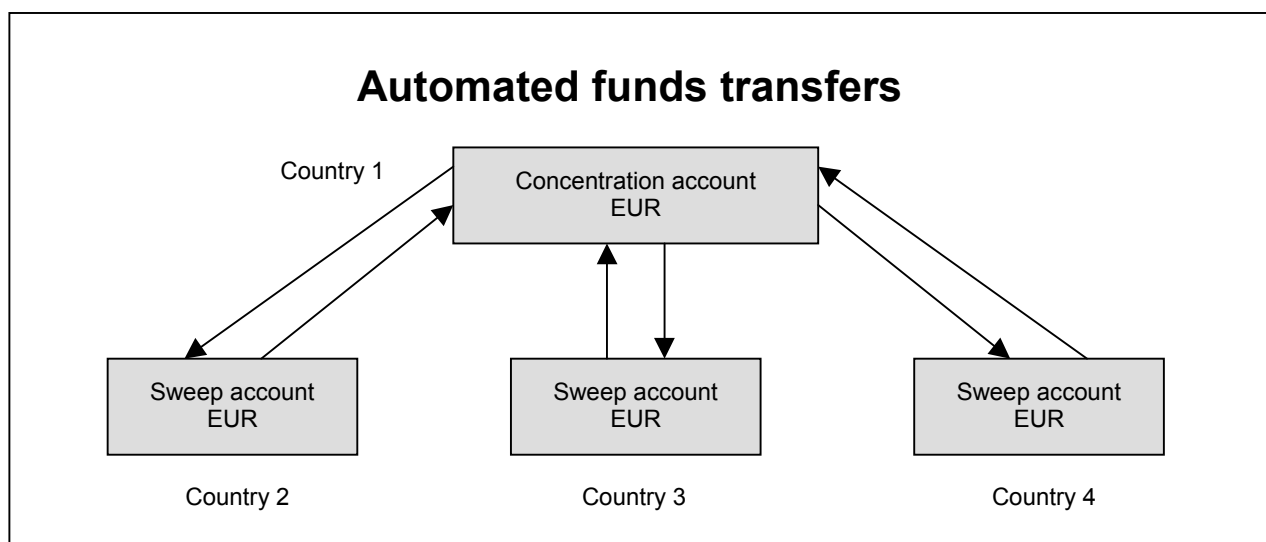 Automated funds transfers
Country 1
Concentration account
EUR
Sweep account
EUR
Sweep account
EUR
Sweep account
EUR
Country 2
Country 3
Country 4